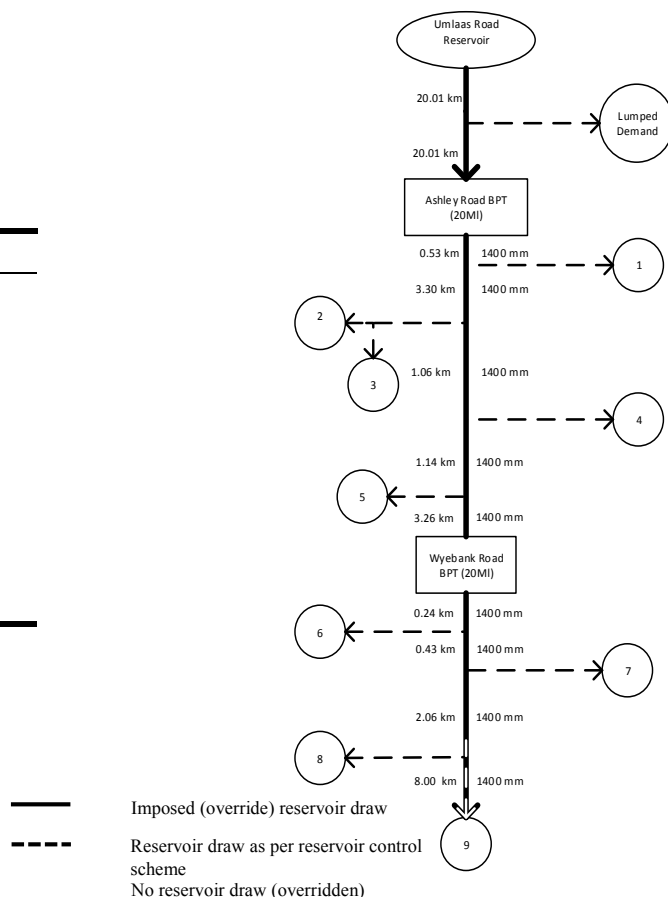 Umlaas Road
Reservoir
20.01 km
Lumped
Demand
20.01 km
Ashley Road BPT
(20Ml)
0.53 km 1400 mm
1
3.30 km 1400 mm
2
3
1.06 km 1400 mm
4
1.14 km 1400 mm
5
3.26 km 1400 mm
Wyebank Road
BPT (20Ml)
0.24 km 1400 mm
6
0.43 km 1400 mm
7
2.06 km 1400 mm
8
8.00 km 1400 mm
9
Imposed (override) reservoir draw
Reservoir draw as per reservoir control
scheme
No reservoir draw (overridden)